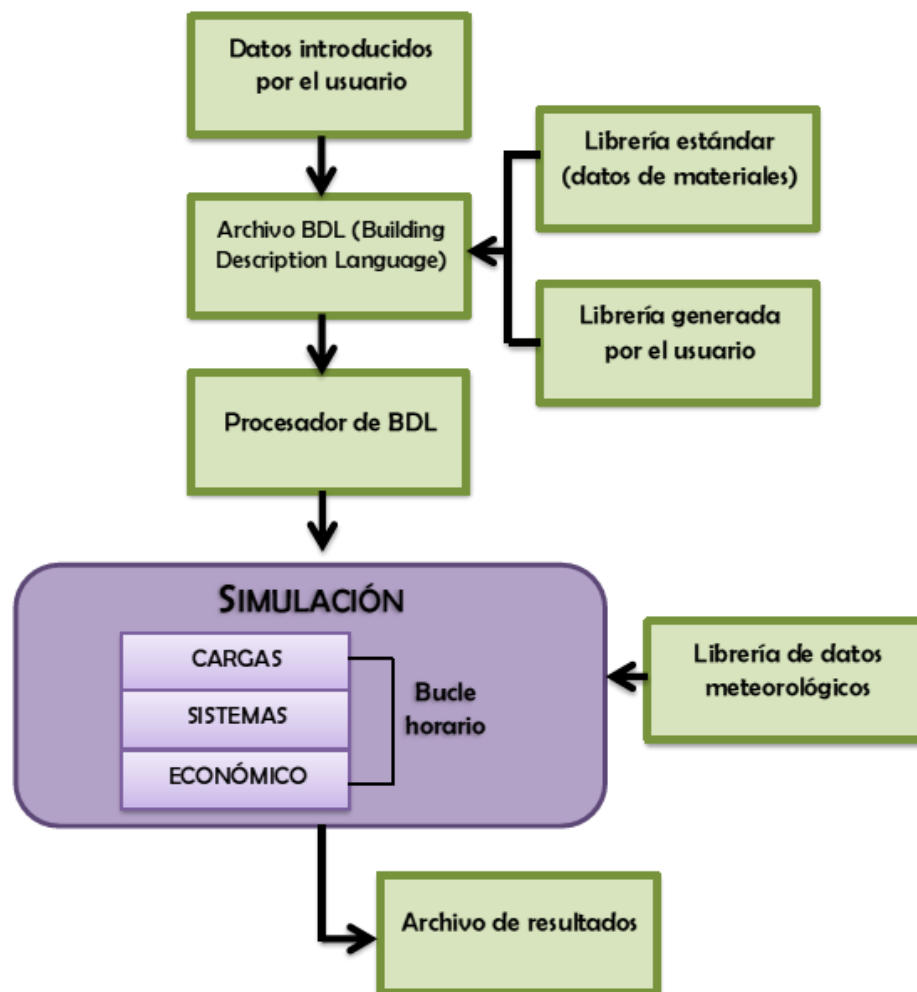 Datos introducidos
por el usuario
Librería estándar
(datos de materiales)
Archivo BDL (Building
Description Language)
Librería generada
por el usuario
Procesador de BDL
SIMULACIÓN
CARGAS
SISTEMAS
ECONÓMICO
Bucle
horario
Librería de datos
meteorológicos
Archivo de resultados